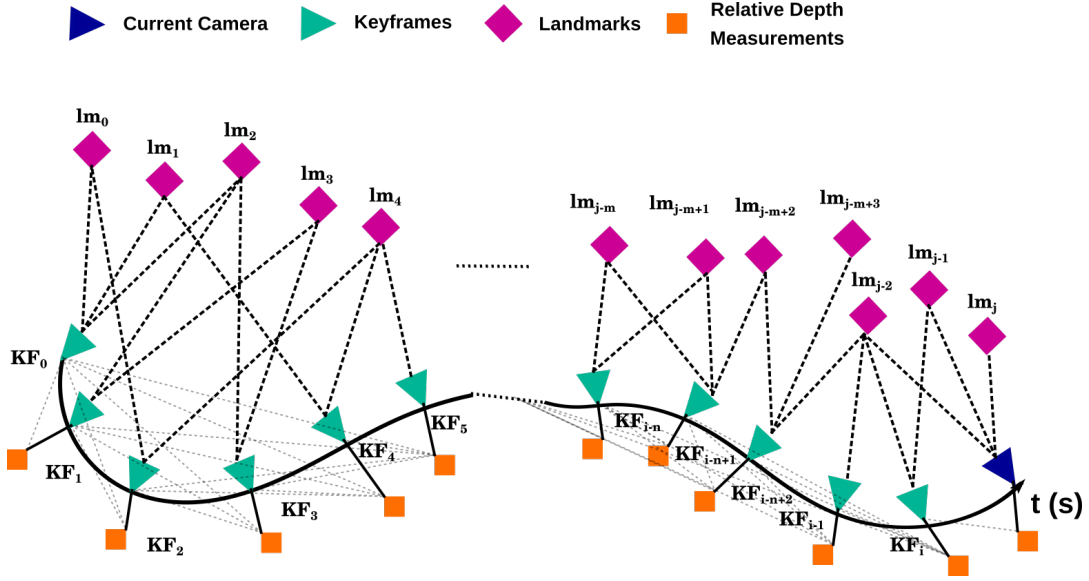 Current Camera
Keyframes
Landmarks
Relative Depth
Measurements
lm₀
lm₁
lm₂
lm₃
lm₄
lmⱼ₋ₘ
lmⱼ₋ₘ₊₁
lmⱼ₋ₘ₊₂
lmⱼ₋ₘ₊₃
lmⱼ₋₂
lmⱼ₋₁
lmⱼ
KF₀
KF₁
KF₂
KF₃
KF₄
KF₅
KFᵢ₋ₙ
KFᵢ₋ₙ₊₁
KFᵢ₋ₙ₊₂
KFᵢ₋₁
KFᵢ
t (s)